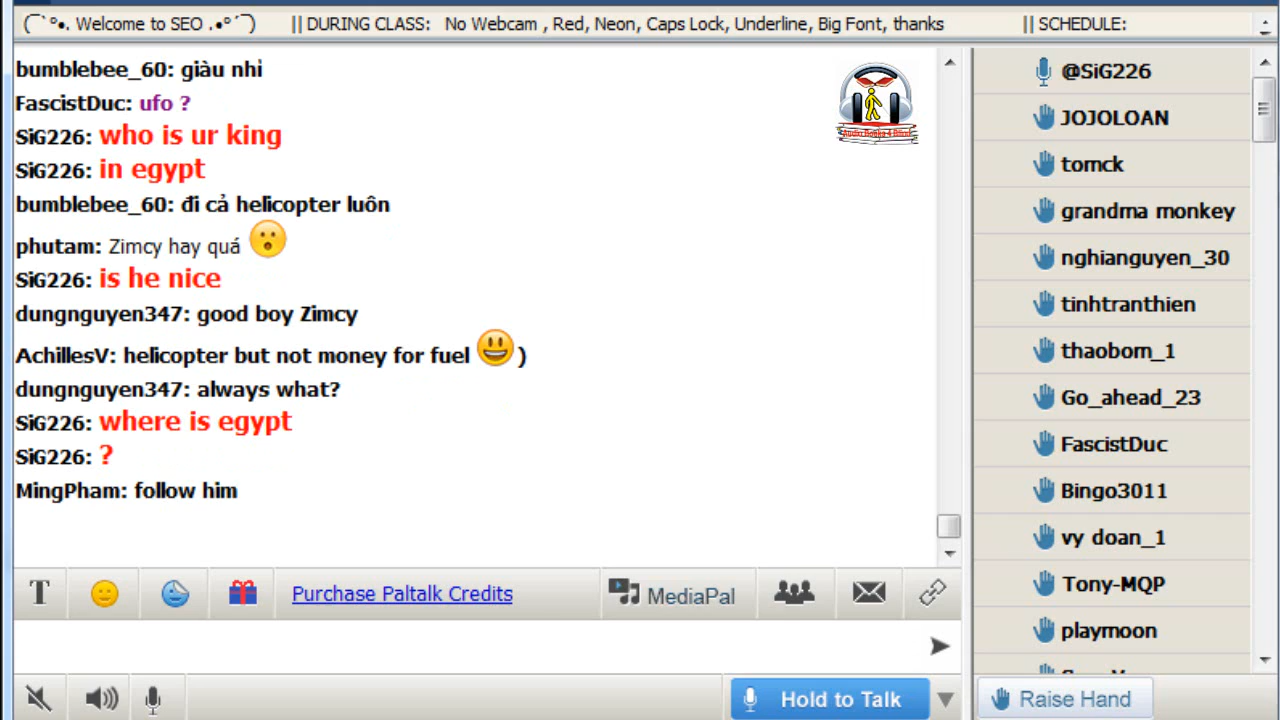 (¯`°•. Welcome to SEO .•°´¯) || DURING CLASS: No Webcam , Red, Neon, Caps Lock, Underline, Big Font, thanks || SCHEDULE:
bumblebee_60: giàu nhỉ
FascistDuc: ufo ?
SiG226: who is ur king
SiG226: in egypt
bumblebee_60: đi cả helicopter luôn
phutam: Zimcy hay quá
SiG226: is he nice
dungnguyen347: good boy Zimcy
AchillesV: helicopter but not money for fuel )
dungnguyen347: always what?
SiG226: where is egypt
SiG226: ?
MingPham: follow him
@SiG226
JOJOLOAN
tomck
grandma monkey
nghianguyen_30
tinhtranthien
thaobom_1
Go_ahead_23
FascistDuc
Bingo3011
vy doan_1
Tony-MQP
playmoon
T
Purchase Paltalk Credits
MediaPal
Hold to Talk
Raise Hand